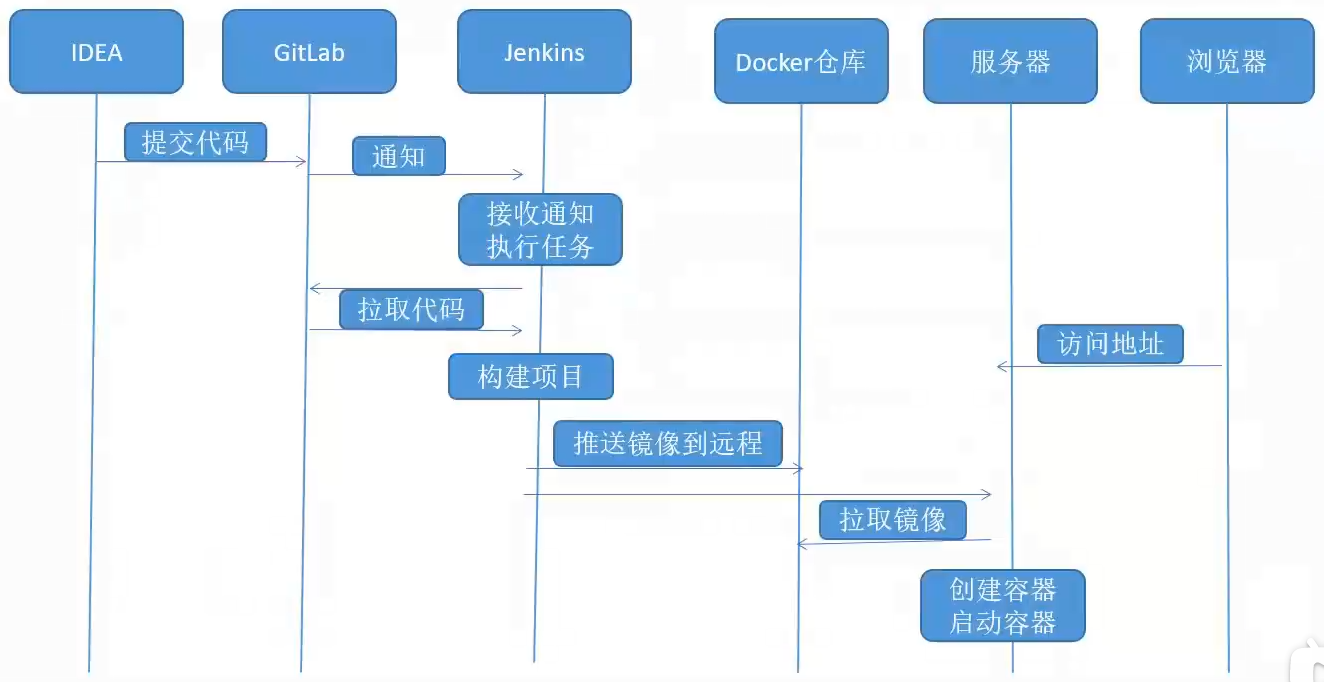 IDEA
GitLab
Jenkins
Docker仓库
服务器
浏览器
提交代码
通知
接收通知
执行任务
拉取代码
访问地址
构建项目
推送镜像到远程
拉取镜像
创建容器
启动容器